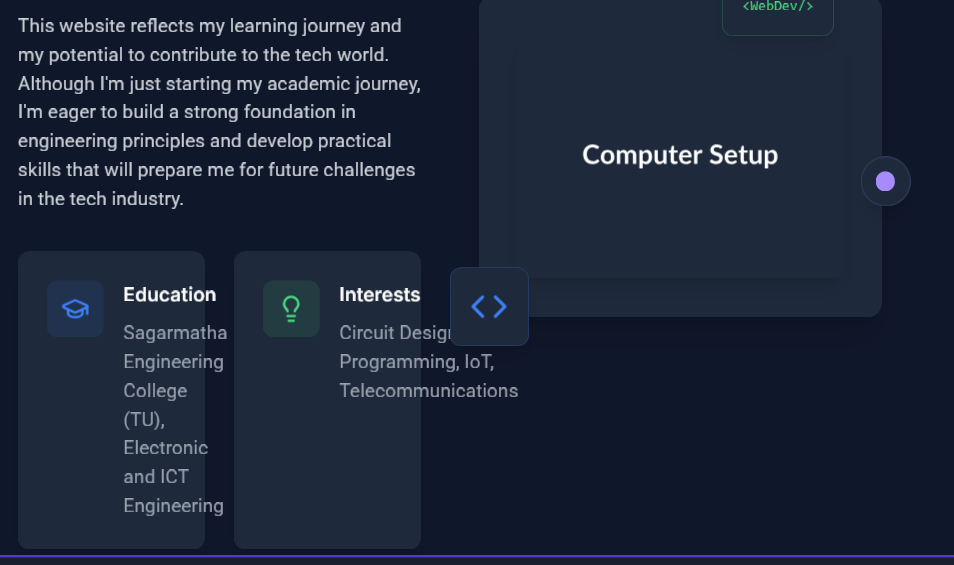 This website reflects my learning journey and
my potential to contribute to the tech world.
Although I'm just starting my academic journey,
I'm eager to build a strong foundation in
engineering principles and develop practical
skills that will prepare me for future challenges
in the tech industry.
<WebDev/>
Computer Setup
Education
Sagarmatha
Engineering
College
(TU),
Electronic
and ICT
Engineering
Interests
Circuit Design
Programming, IoT,
Telecommunications